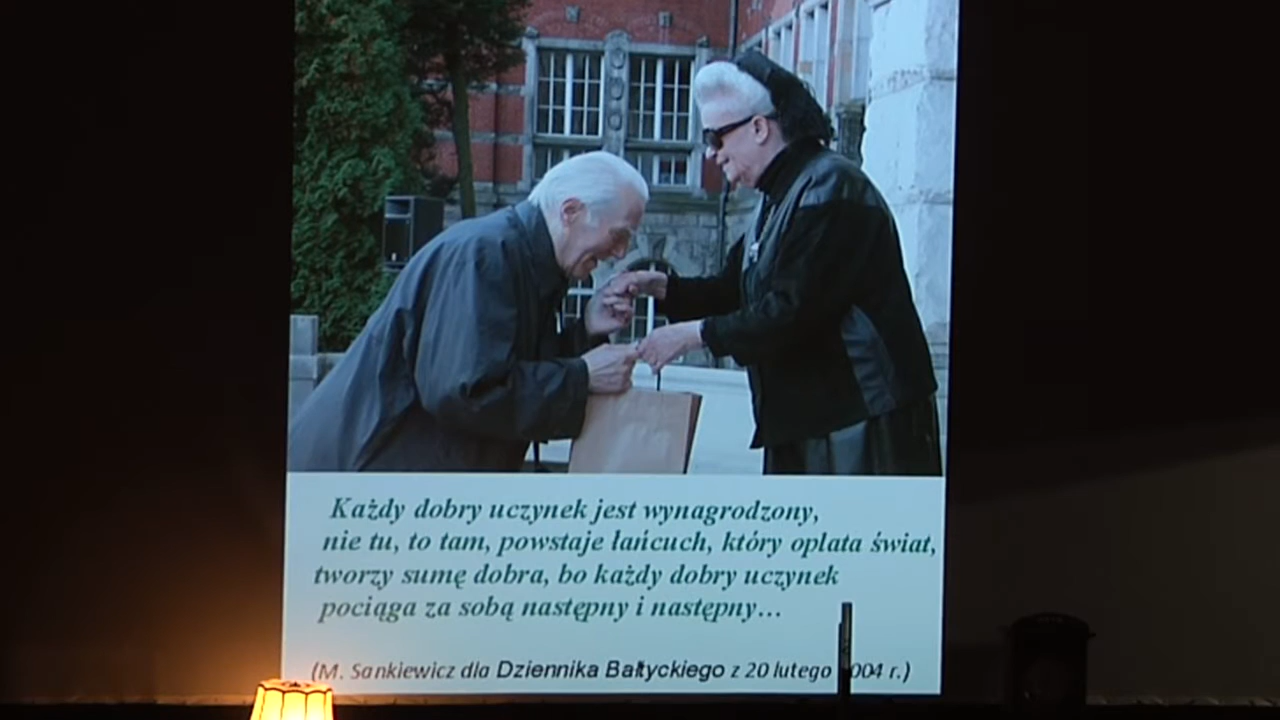 Każdy dobry uczynek jest wynagrodzony,
nie tu, to tam, powstaje łańcuch, który oplata świat,
tworzy sumę dobra, bo każdy dobry uczynek
pociąga za sobą następny i następny...
(M. Sankiewicz dla Dziennika Bałtyckiego z 20 lutego 004 r.)